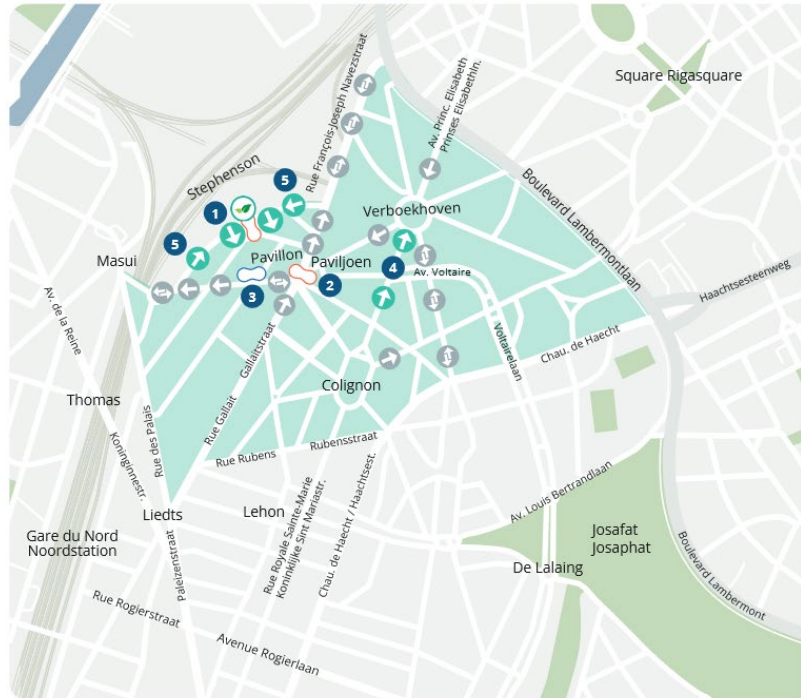 Square Rigasquare
Rue François-Joseph Navezstraat
Av. Princ. Elisabeth
Prinses Elisabethln.
Stephenson
5
1
Boulevard Lambermontlaan
Verboekhoven
5
Masui
Pavillon
Paviljoen
4
Av. Voltaire
Haachtsesteenweg
2
3
Av. de la Reine
Gallaitstraat
Voltairelaan
Chau. de Haecht
Colignon
Thomas
Rue des Palais
Rue Gallait
Koninginnestr.
Rubensstraat
Rue Rubens
Av. Louis Bertrandlaan
Liedts
Lehon
Rue Royale Sainte-Marie
Koninklijke Sint Mariastr.
Chau. de Haecht / Haachtsest.
Gare du Nord
Noordstation
Josafat
Josaphat
Paleizenstraat
De Lalaing
Boulevard Lambermont
Rue Rogierstraat
Avenue Rogierlaan